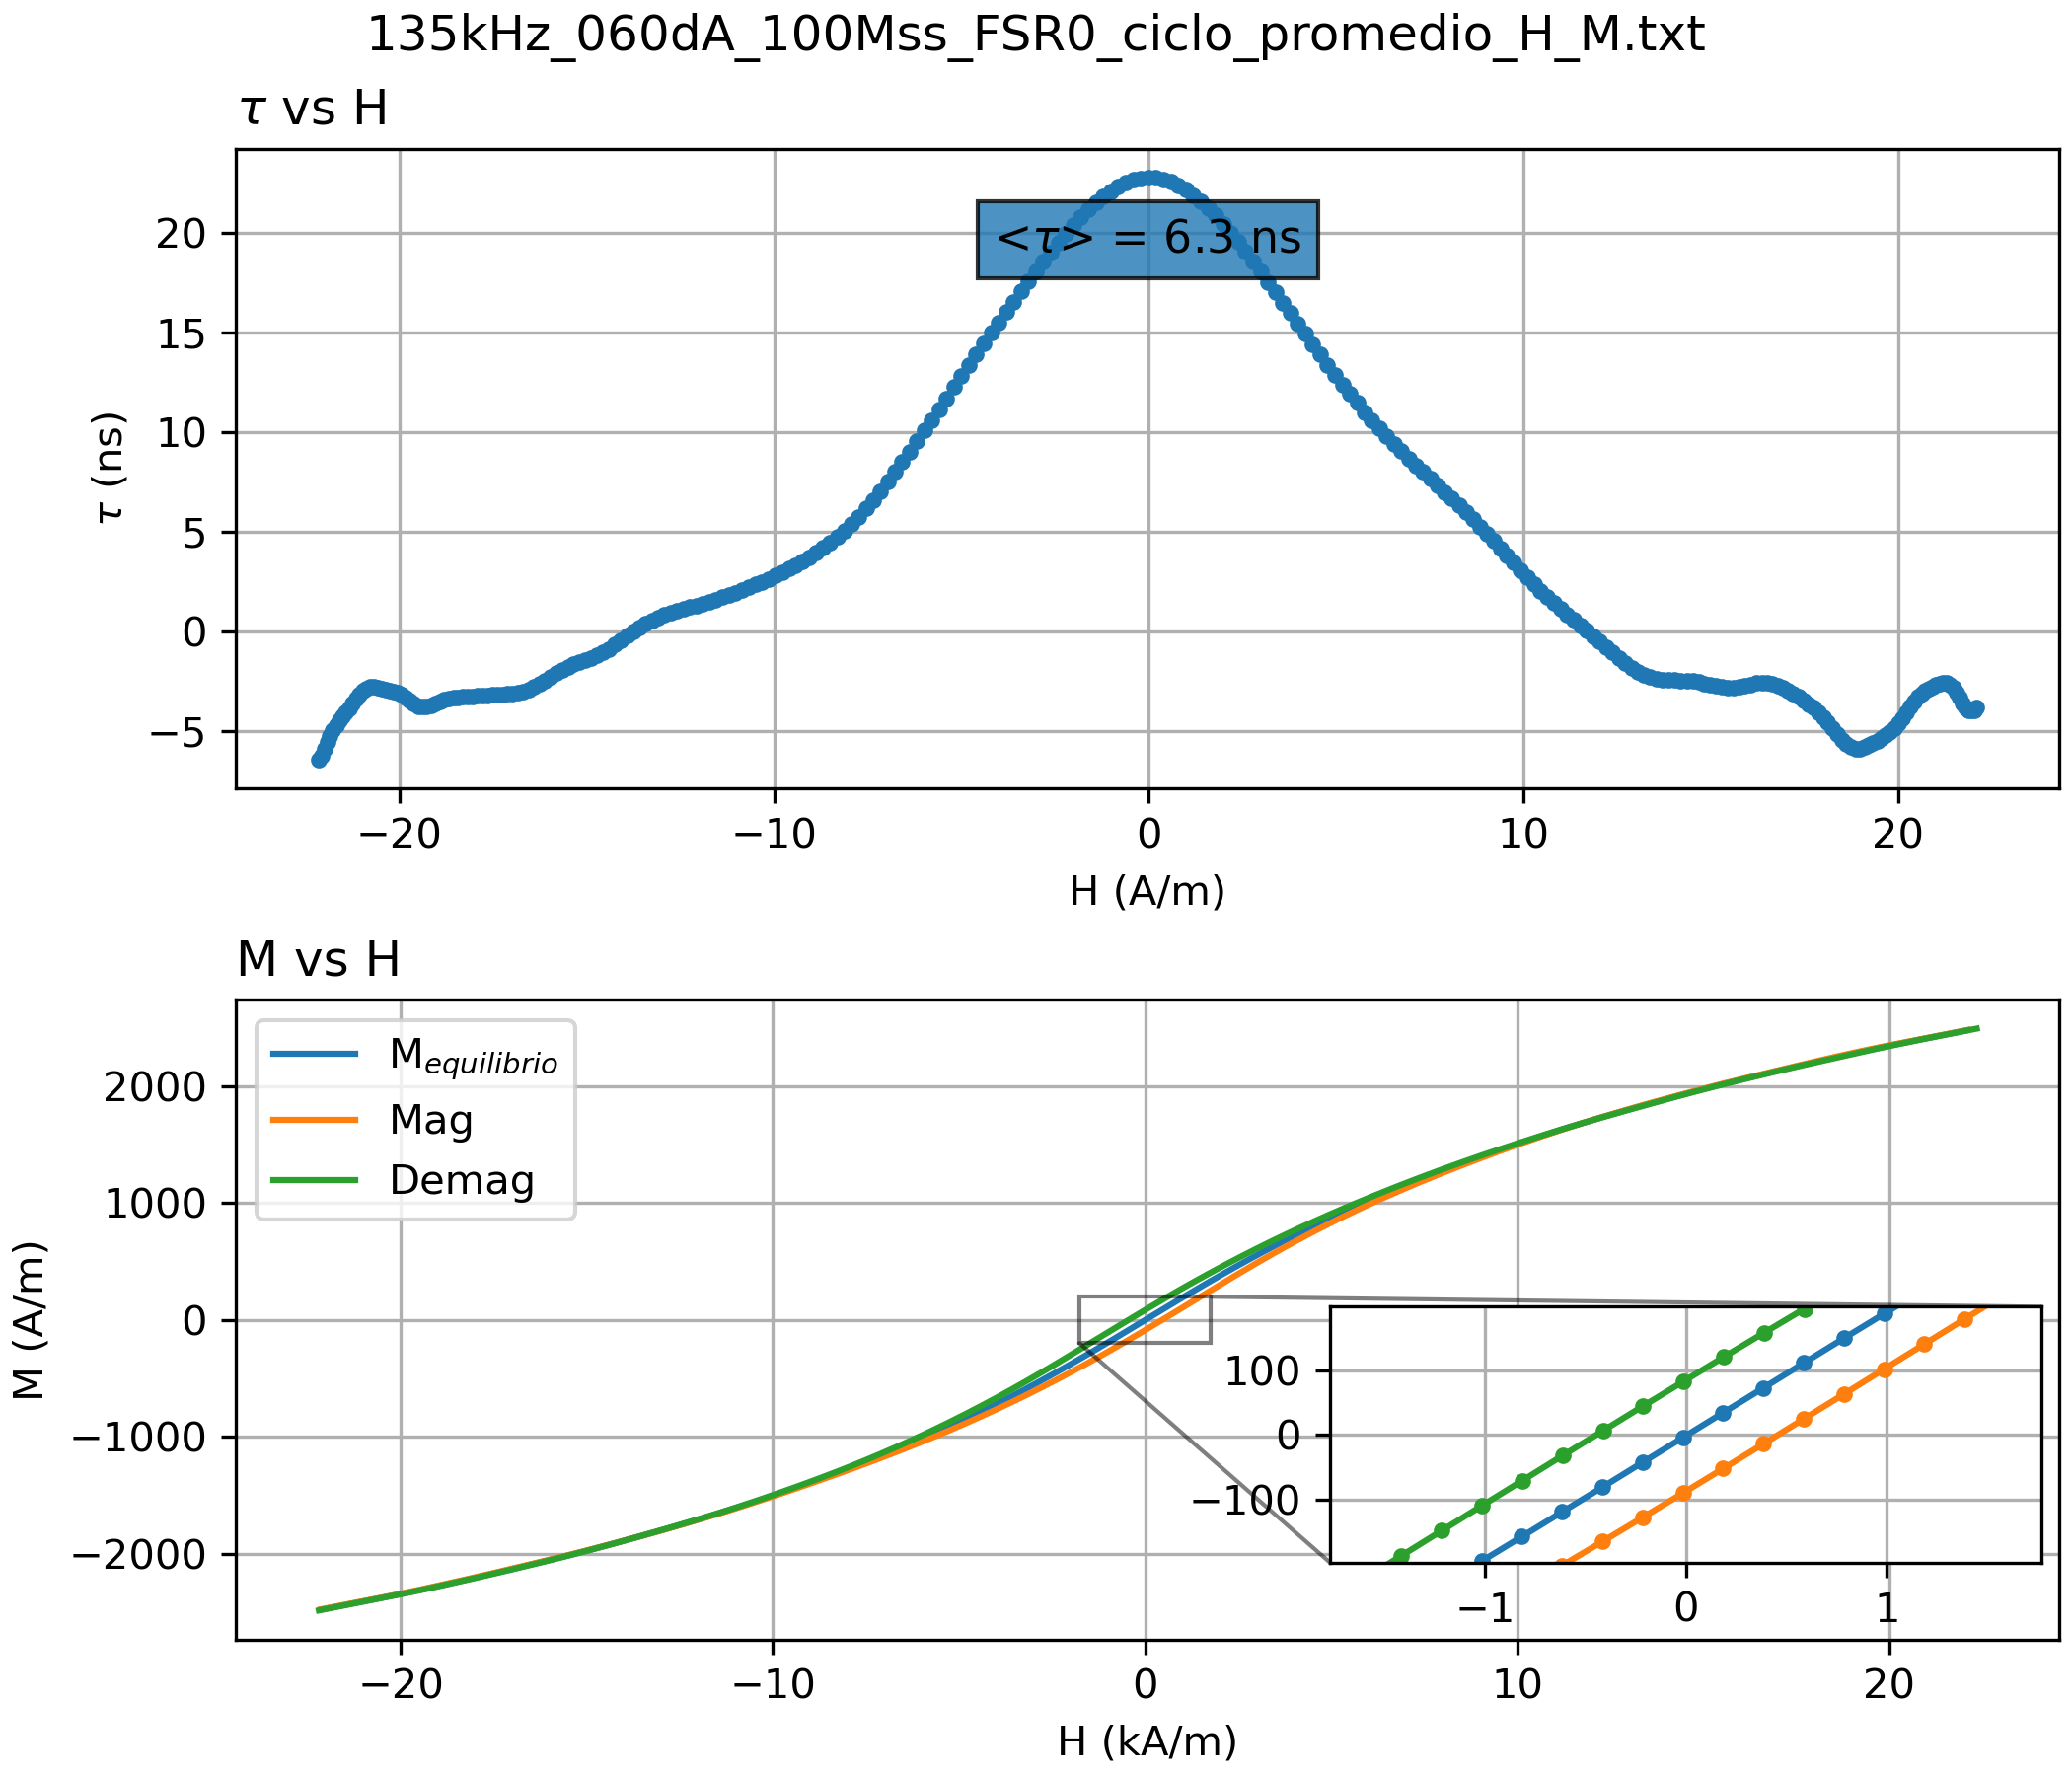 135kHz_060dA_100Mss_FSR0_ciclo_promedio_H_M.txt
τ vs H
<τ> = 6.3 ns
20
15
10
5
0
−5
τ (ns)
−20 −10 0 10 20
H (A/m)
M vs H
Mequilibrio
Mag
Demag
2000
1000
0
−1000
−2000
M (A/m)
100
0
−100
−1 0 1
−20 −10 0 10 20
H (kA/m)